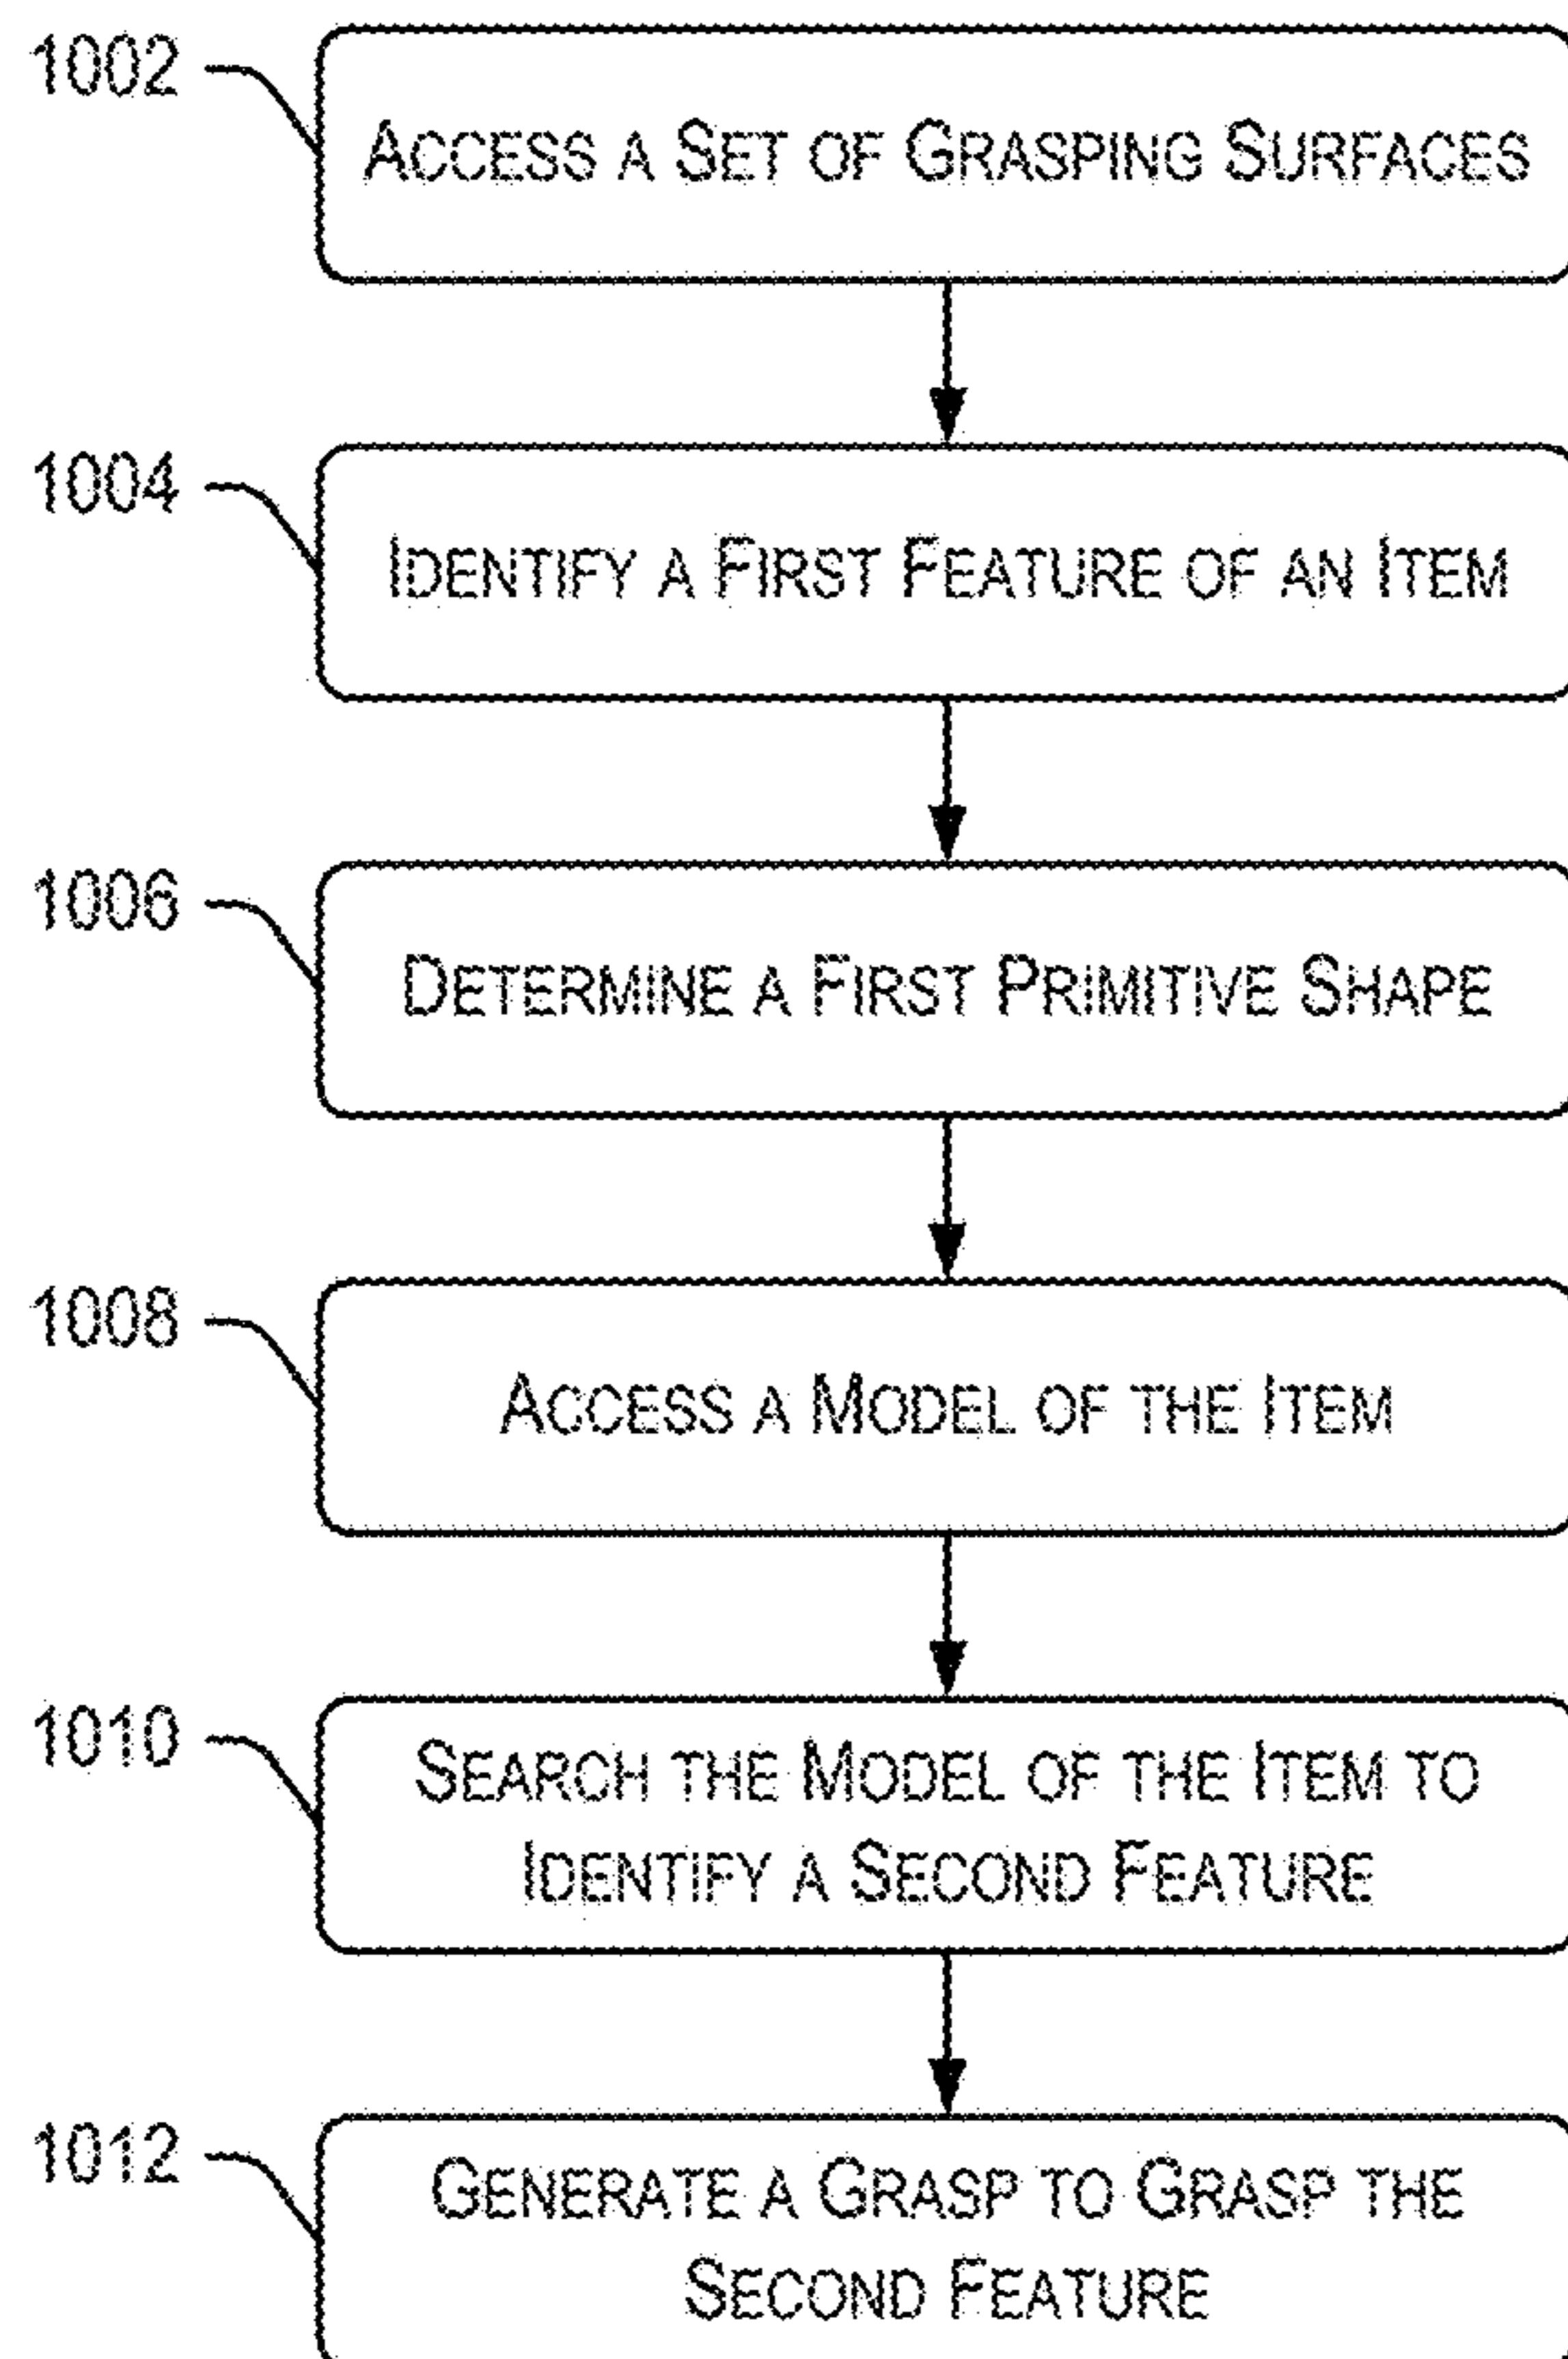 1002
ACCESS A SET OF GRASPING SURFACES
1004
IDENTIFY A FIRST FEATURE OF AN ITEM
1006
DETERMINE A FIRST PRIMITIVE SHAPE
1008
ACCESS A MODEL OF THE ITEM
1010
SEARCH THE MODEL OF THE ITEM TO
IDENTIFY A SECOND FEATURE
1012
GENERATE A GRASP TO GRASP THE
SECOND FEATURE